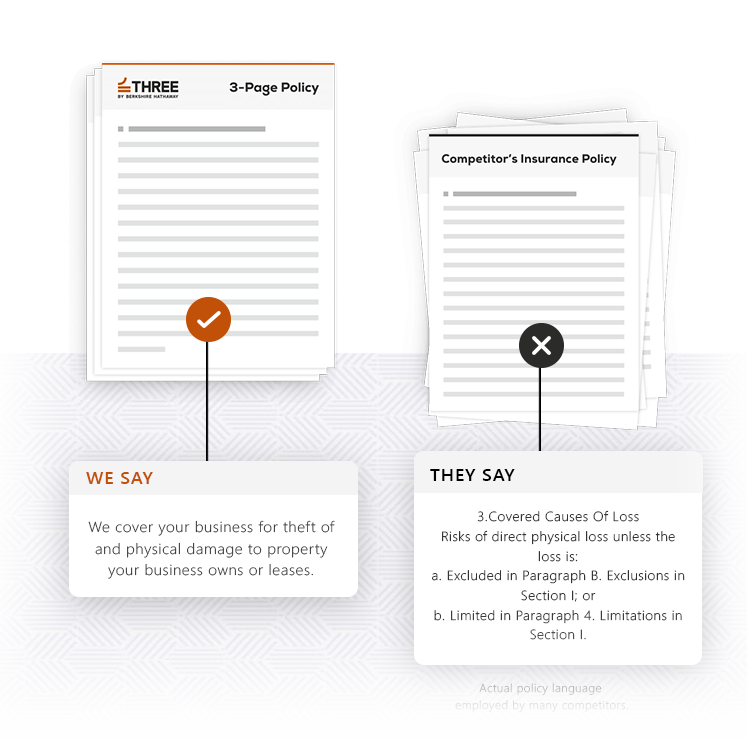 THREE
BY BERKSHIRE HATHAWAY
3-Page Policy
Competitor's Insurance Policy
WE SAY
We cover your business for theft of
and physical damage to property
your business owns or leases.
THEY SAY
3.Covered Causes Of Loss
Risks of direct physical loss unless the
loss is:
a. Excluded in Paragraph B. Exclusions in
Section I; or
b. Limited in Paragraph 4. Limitations in
Section I.
Actual policy language
employed by many competitors.